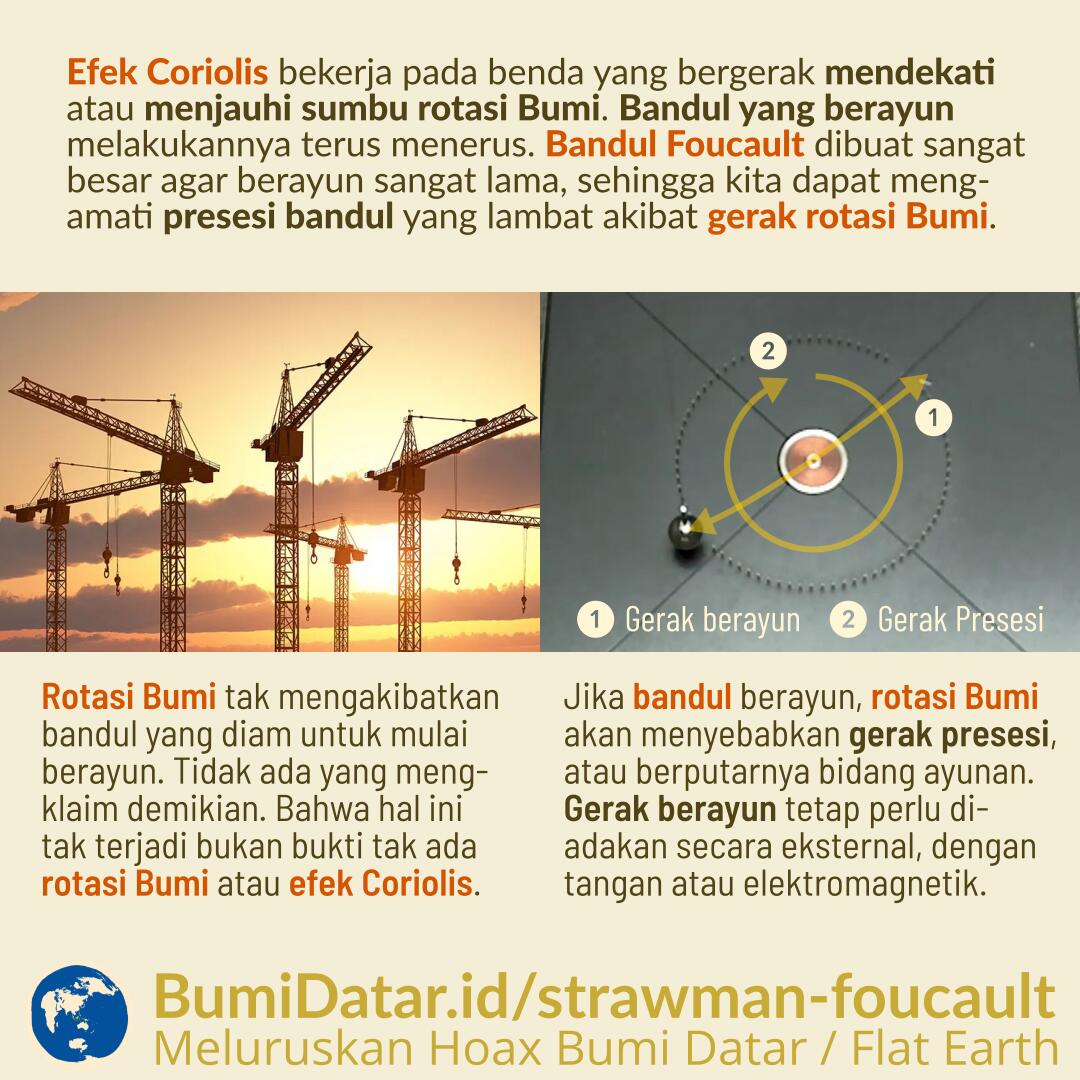 Efek Coriolis bekerja pada benda yang bergerak mendekati
atau menjauhi sumbu rotasi Bumi. Bandul yang berayun
melakukannya terus menerus. Bandul Foucault dibuat sangat
besar agar berayun sangat lama, sehingga kita dapat meng-
amati presesi bandul yang lambat akibat gerak rotasi Bumi.
2
1
1 Gerak berayun 2 Gerak Presesi
Rotasi Bumi tak mengakibatkan
bandul yang diam untuk mulai
berayun. Tidak ada yang meng-
klaim demikian. Bahwa hal ini
tak terjadi bukan bukti tak ada
rotasi Bumi atau efek Coriolis.
Jika bandul berayun, rotasi Bumi
akan menyebabkan gerak presesi,
atau berputarnya bidang ayunan.
Gerak berayun tetap perlu di-
adakan secara eksternal, dengan
tangan atau elektromagnetik.
BumiDatar.id/strawman-foucault
Meluruskan Hoax Bumi Datar / Flat Earth